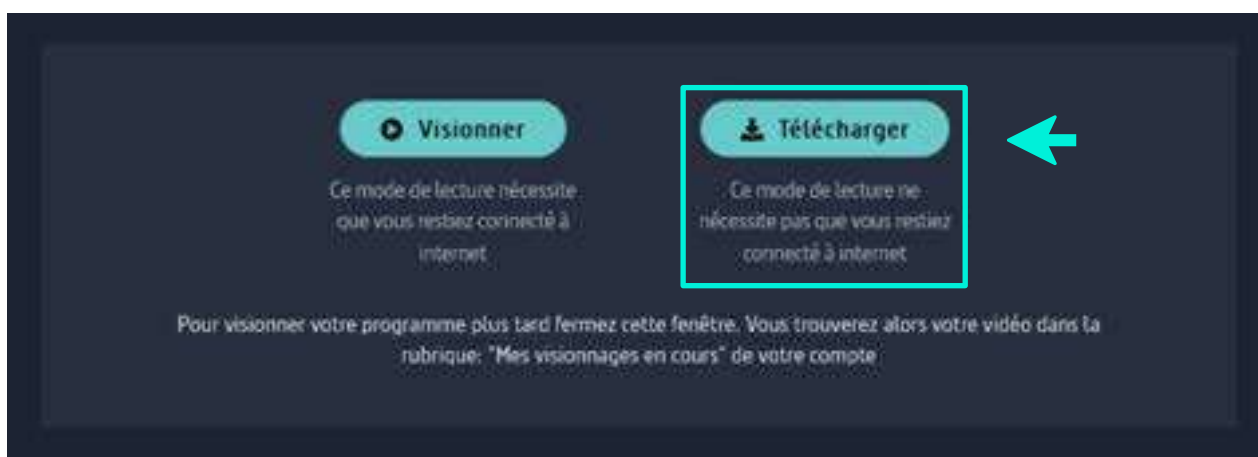 Visionner
Télécharger
Ce mode de lecture nécessite
que vous restiez connecté à
internet
Ce mode de lecture ne
nécessite pas que vous restiez
connecté à internet
Pour visionner votre programme plus tard fermez cette fenêtre. Vous trouverez alors votre vidéo dans la
rubrique: "Mes visionnages en cours" de votre compte